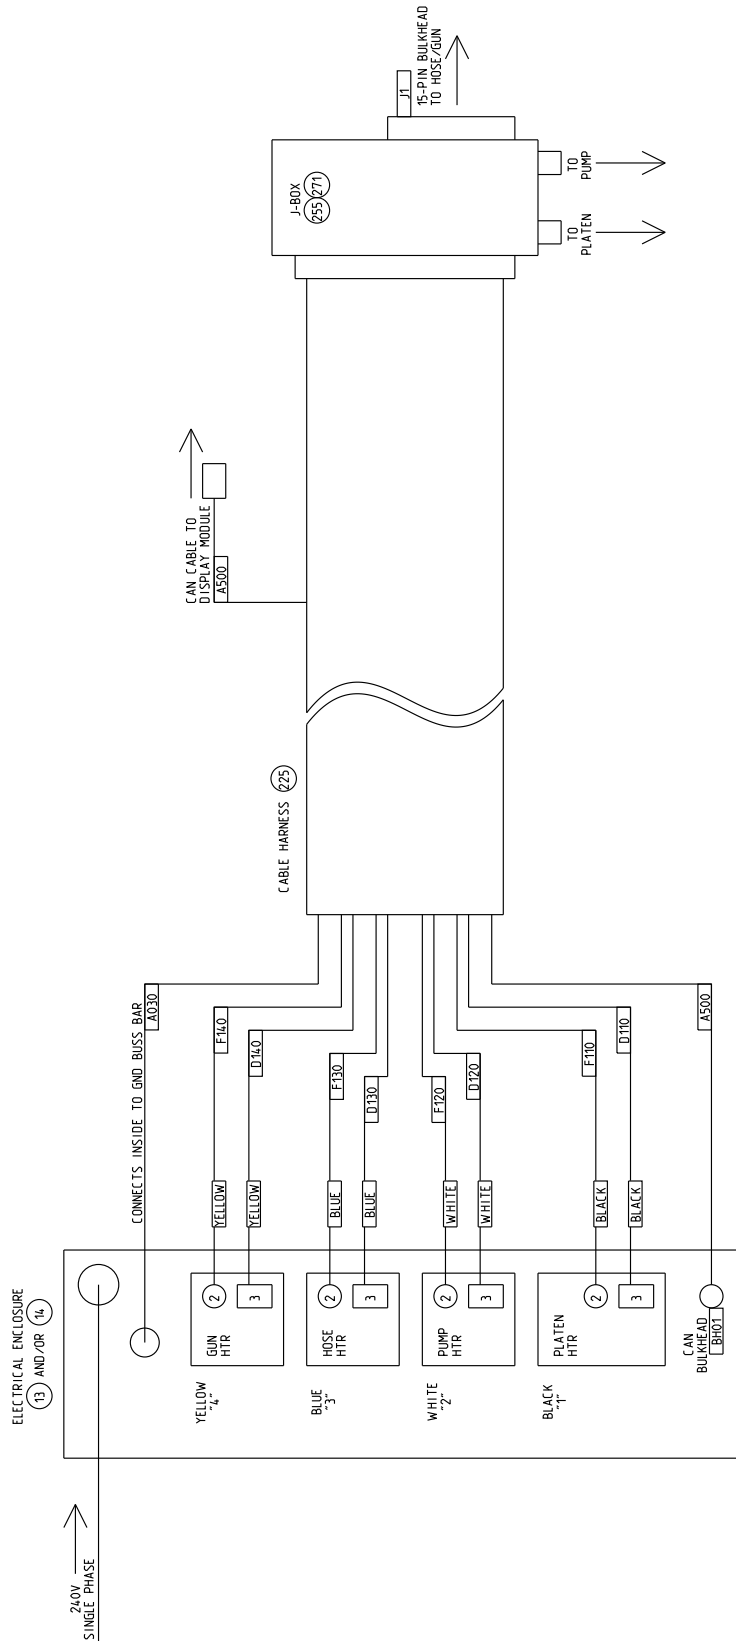 240V
SINGLE PHASE
ELECTRICAL ENCLOSURE
13 AND/OR 14
CONNECTS INSIDE TO GND BUSS BAR
A030
YELLOW
"4"
GUN
HTR
2
3
YELLOW
YELLOW
F140
D140
BLUE
"3"
HOSE
HTR
2
3
BLUE
BLUE
F130
D130
WHITE
"2"
PUMP
HTR
2
3
WHITE
WHITE
F120
D120
BLACK
"1"
PLATEN
HTR
2
3
BLACK
BLACK
F110
D110
CAN
BULKHEAD
BH01
A500
CABLE HARNESS 225
CAN CABLE TO
DISPLAY MODULE
A500
J-BOX
255 271
TO
PLATEN
TO
PUMP
J1
15-PIN BULKHEAD
TO HOSE/GUN